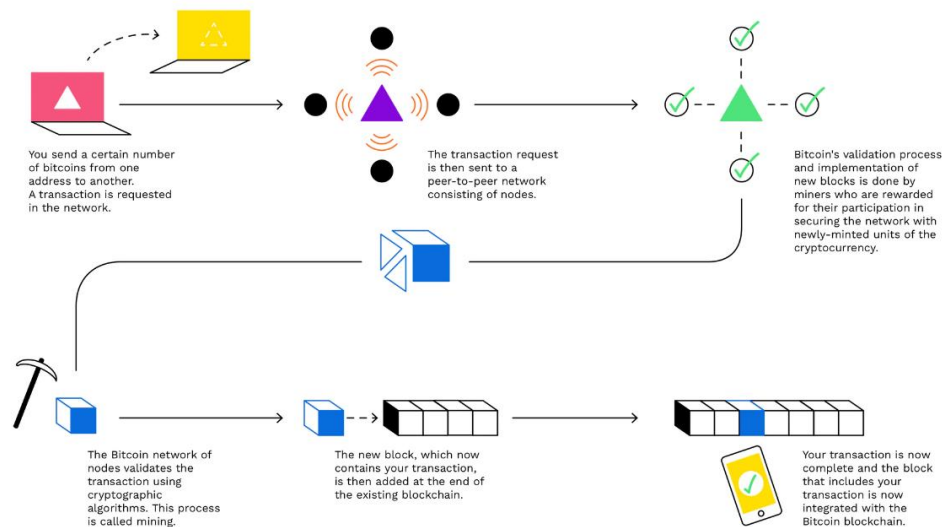 You send a certain number
of bitcoins from one
address to another.
A transaction is requested
in the network.
The transaction request
is then sent to a
peer-to-peer network
consisting of nodes.
Bitcoin's validation process
and implementation of
new blocks is done by
miners who are rewarded
for their participation in
securing the network with
newly-minted units of the
cryptocurrency.
The Bitcoin network of
nodes validates the
transaction using
cryptographic
algorithms. This process
is called mining.
The new block, which now
contains your transaction,
is then added at the end of
the existing blockchain.
Your transaction is now
complete and the block
that includes your
transaction is now
integrated with the
Bitcoin blockchain.